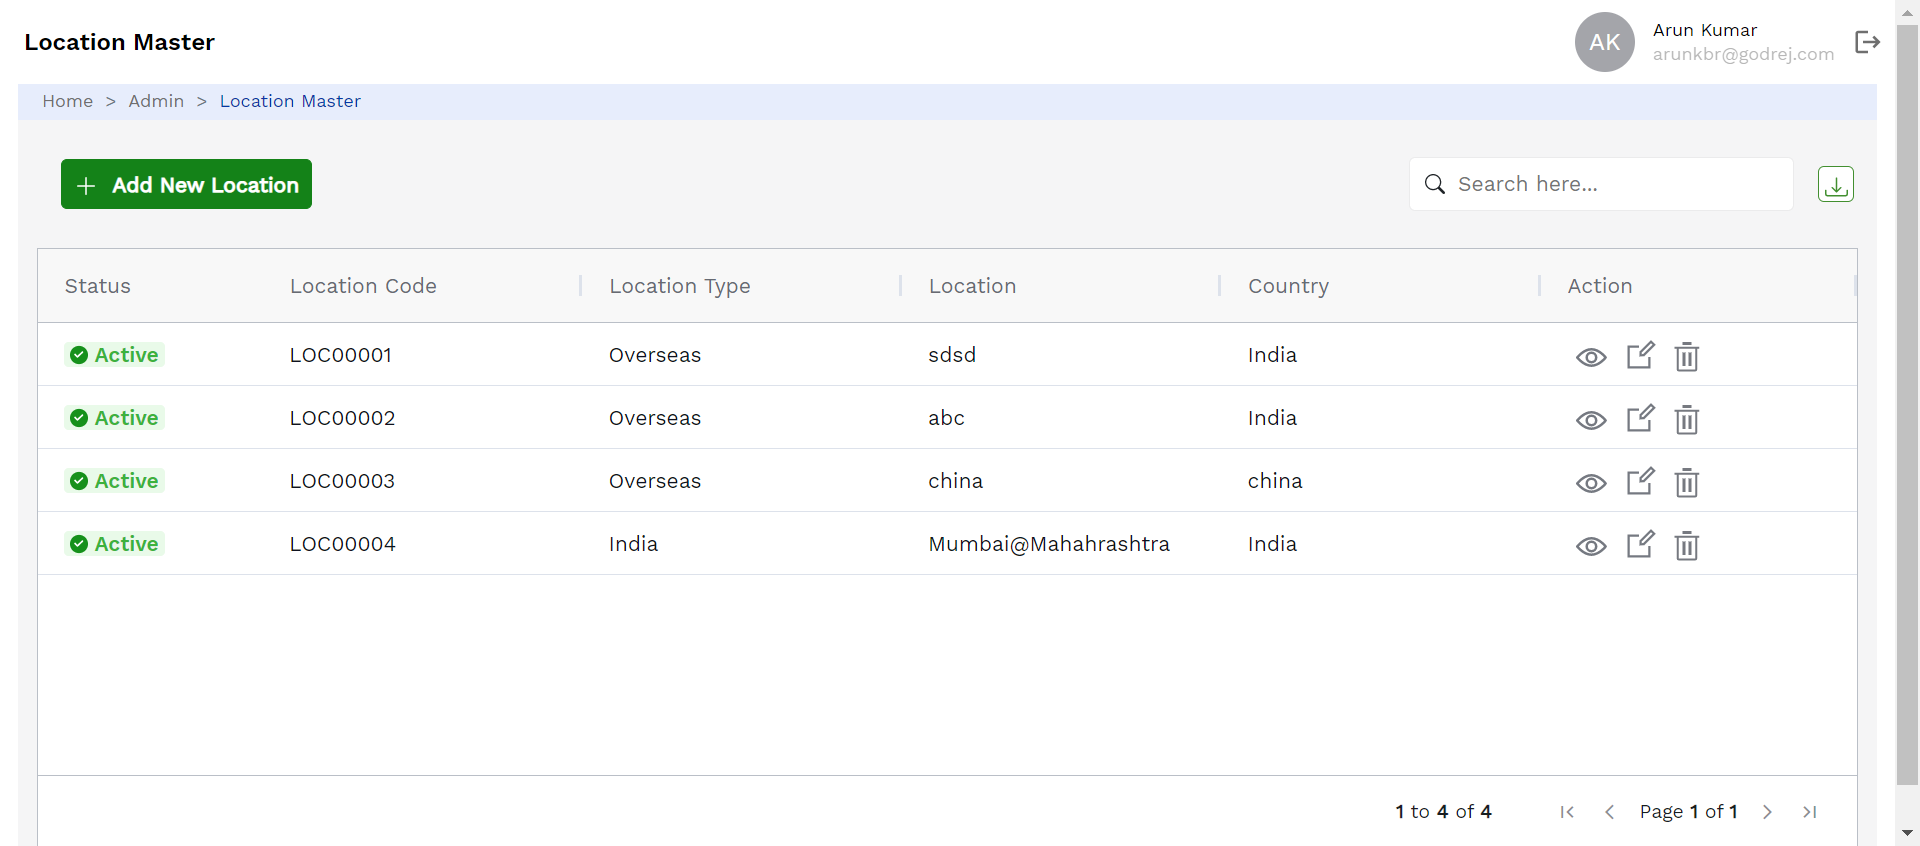 Location Master
AK
Arun Kumar
arunkbr@godrej.com
Home > Admin > Location Master
+ Add New Location
Search here...
Status Location Code Location Type Location Country Action
Active LOC00001 Overseas sdsd India
Active LOC00002 Overseas abc India
Active LOC00003 Overseas china china
Active LOC00004 India Mumbai@Mahahrashtra India
1 to 4 of 4 Page 1 of 1